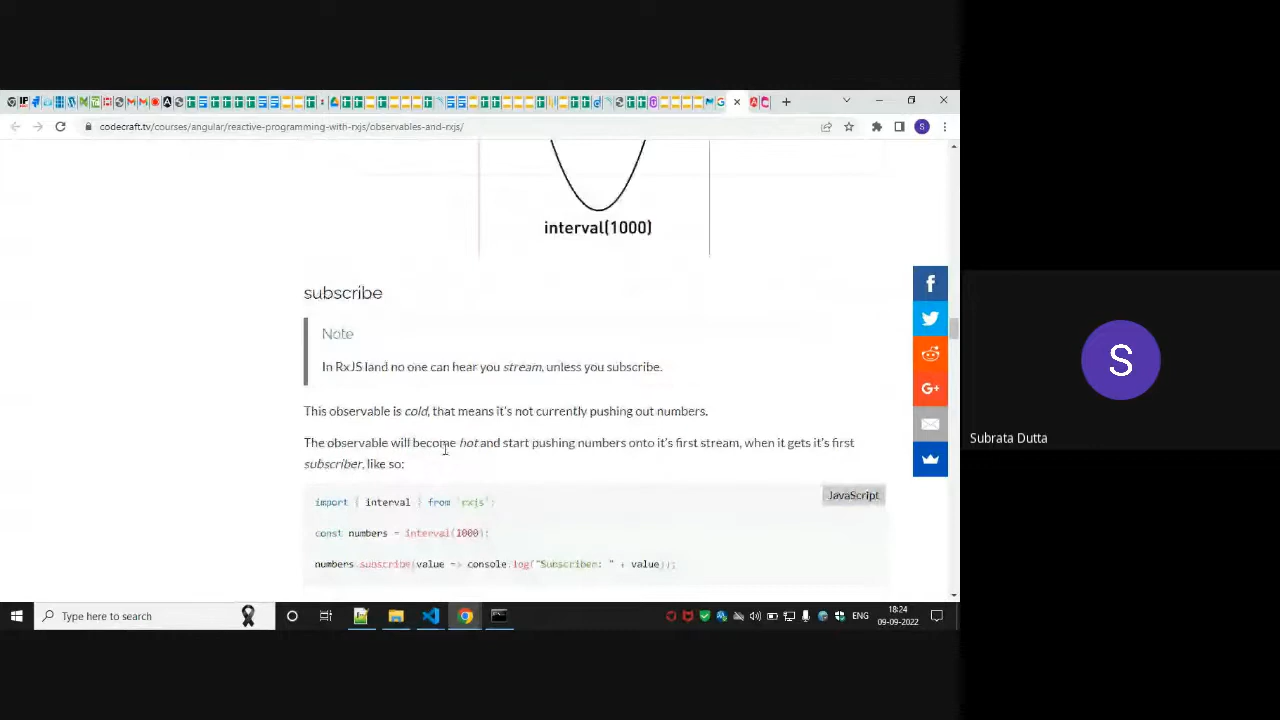 codecraft.tv/courses/angular/reactive-programming-with-rxjs/observables-and-rxjs/
S
interval(1000)
subscribe
Note
In RxJS land no one can hear you stream, unless you subscribe.
This observable is cold, that means it's not currently pushing out numbers.
The observable will become hot and start pushing numbers onto it's first stream, when it gets it's first
subscriber, like so:
JavaScript
import { interval } from 'rxjs';
const numbers = interval(1000);
numbers.subscribe(value => console.log("Subscriber: " + value));
f
G+
S
Subrata Dutta
Type here to search
ENG
18:24
09-09-2022